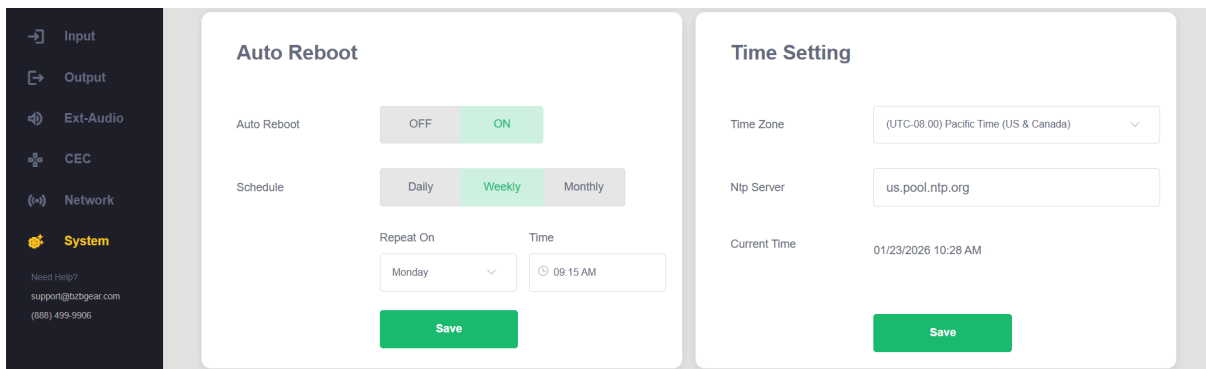 Input
Output
Ext-Audio
CEC
Network
System
Need Help?
support@bzbgear.com
(888) 499-9906
Auto Reboot
Auto Reboot OFF ON
Schedule Daily Weekly Monthly
Repeat On Time
Monday 09:15 AM
Save
Time Setting
Time Zone (UTC-08:00) Pacific Time (US & Canada)
Ntp Server us.pool.ntp.org
Current Time 01/23/2026 10:28 AM
Save